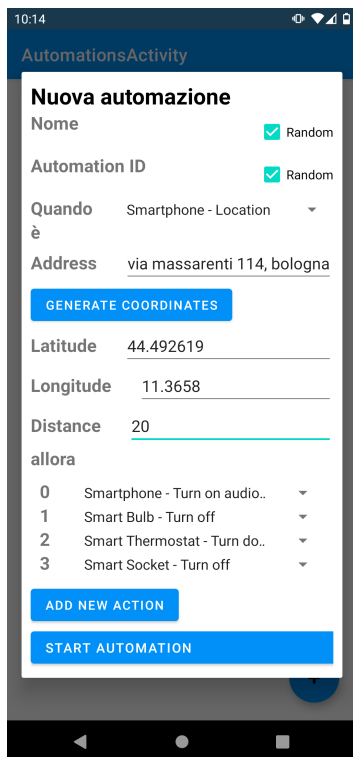 10:14
AutomationsActivity
Nuova automazione
Nome
Random
Automation ID
Random
Quando è
Smartphone - Location
Address
via massarenti 114, bologna
GENERATE COORDINATES
Latitude
44.492619
Longitude
11.3658
Distance
20
allora
0 Smartphone - Turn on audio..
1 Smart Bulb - Turn off
2 Smart Thermostat - Turn do..
3 Smart Socket - Turn off
ADD NEW ACTION
START AUTOMATION